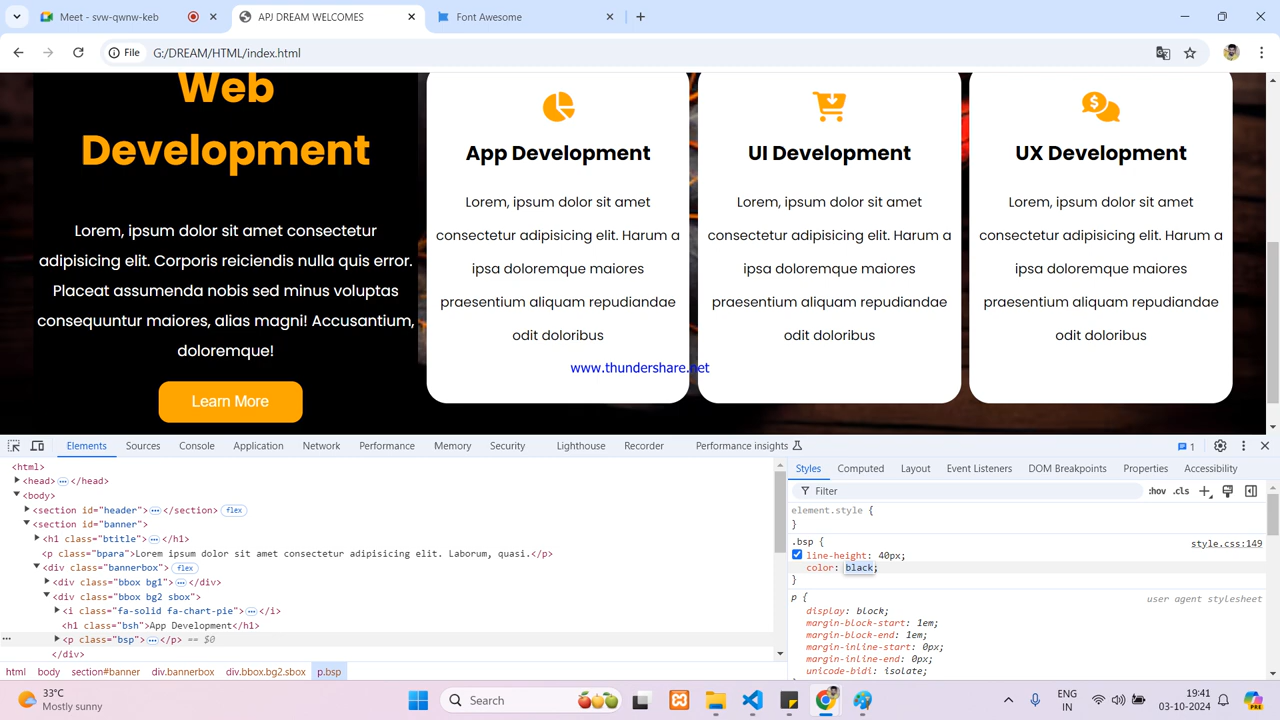 Meet - svw-qwnw-keb
APJ DREAM WELCOMES
Font Awesome
File
G:/DREAM/HTML/index.html
Web
Development
Lorem, ipsum dolor sit amet consectetur
adipisicing elit. Corporis reiciendis nulla quis error.
Placeat assumenda nobis sed minus voluptas
consequuntur maiores, alias magni! Accusantium,
doloremque!
Learn More
App Development
Lorem, ipsum dolor sit amet
consectetur adipisicing elit. Harum a
ipsa doloremque maiores
praesentium aliquam repudiandae
odit doloribus
UI Development
Lorem, ipsum dolor sit amet
consectetur adipisicing elit. Harum a
ipsa doloremque maiores
praesentium aliquam repudiandae
odit doloribus
UX Development
Lorem, ipsum dolor sit amet
consectetur adipisicing elit. Harum a
ipsa doloremque maiores
praesentium aliquam repudiandae
odit doloribus
www.thundershare.net
Elements Sources Console Application Network Performance Memory Security Lighthouse Recorder Performance insights 1
<html>
<head> ••• </head>
<body>
<section id="header"> ••• </section> flex
<section id="banner">
<h1 class="btitle"> ••• </h1>
<p class="bpara">Lorem ipsum dolor sit amet consectetur adipisicing elit. Laborum, quasi.</p>
<div class="bannerbox"> flex
<div class="bbox bg1"> ••• </div>
<div class="bbox bg2 sbox">
<i class="fa-solid fa-chart-pie"> ••• </i>
<h1 class="bsh">App Development</h1>
••• <p class="bsp"> ••• </p> == $0
</div>
html body section#banner div.bannerbox div.bbox.bg2.sbox p.bsp
Styles Computed Layout Event Listeners DOM Breakpoints Properties Accessibility
Filter :hov .cls
element.style {
}
.bsp { style.css:149
line-height: 40px;
color: black;
}
p { user agent stylesheet
display: block;
margin-block-start: 1em;
margin-block-end: 1em;
margin-inline-start: 0px;
margin-inline-end: 0px;
unicode-bidi: isolate;
33°C
Mostly sunny
Search
ENG
IN
19:41
03-10-2024